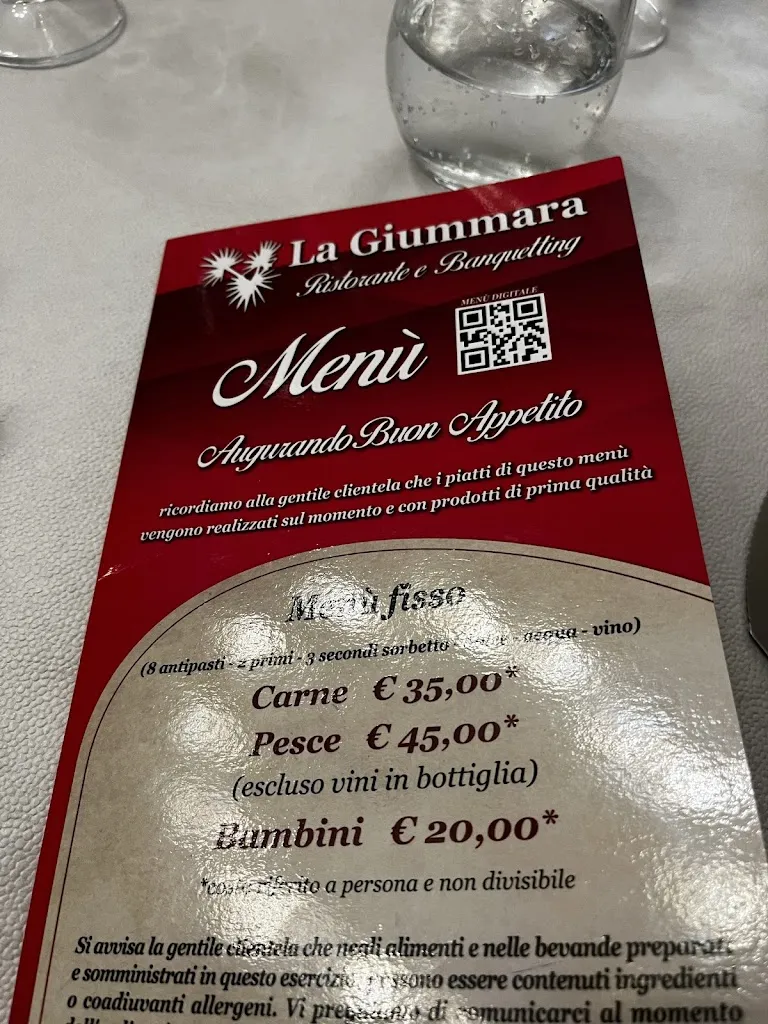 La Giummara
Ristorante e Banquetting
MENÙ DIGITALE
Menù
Augurando Buon Appetito
ricordiamo alla gentile clientela che i piatti di questo menù
vengono realizzati sul momento e con prodotti di prima qualità
Menù fisso
(8 antipasti - 2 primi - 3 secondi sorbetto - - acqua - vino)
Carne € 35,00*
Pesce € 45,00*
(escluso vini in bottiglia)
Bambini € 20,00*
*costo riferito a persona e non divisibile
Si avvisa la gentile clientela che negli alimenti e nelle bevande preparati
e somministrati in questo esercizio, possono essere contenuti ingredienti
o coadiuvanti allergeni. Vi preghiamo di comunicarci al momento